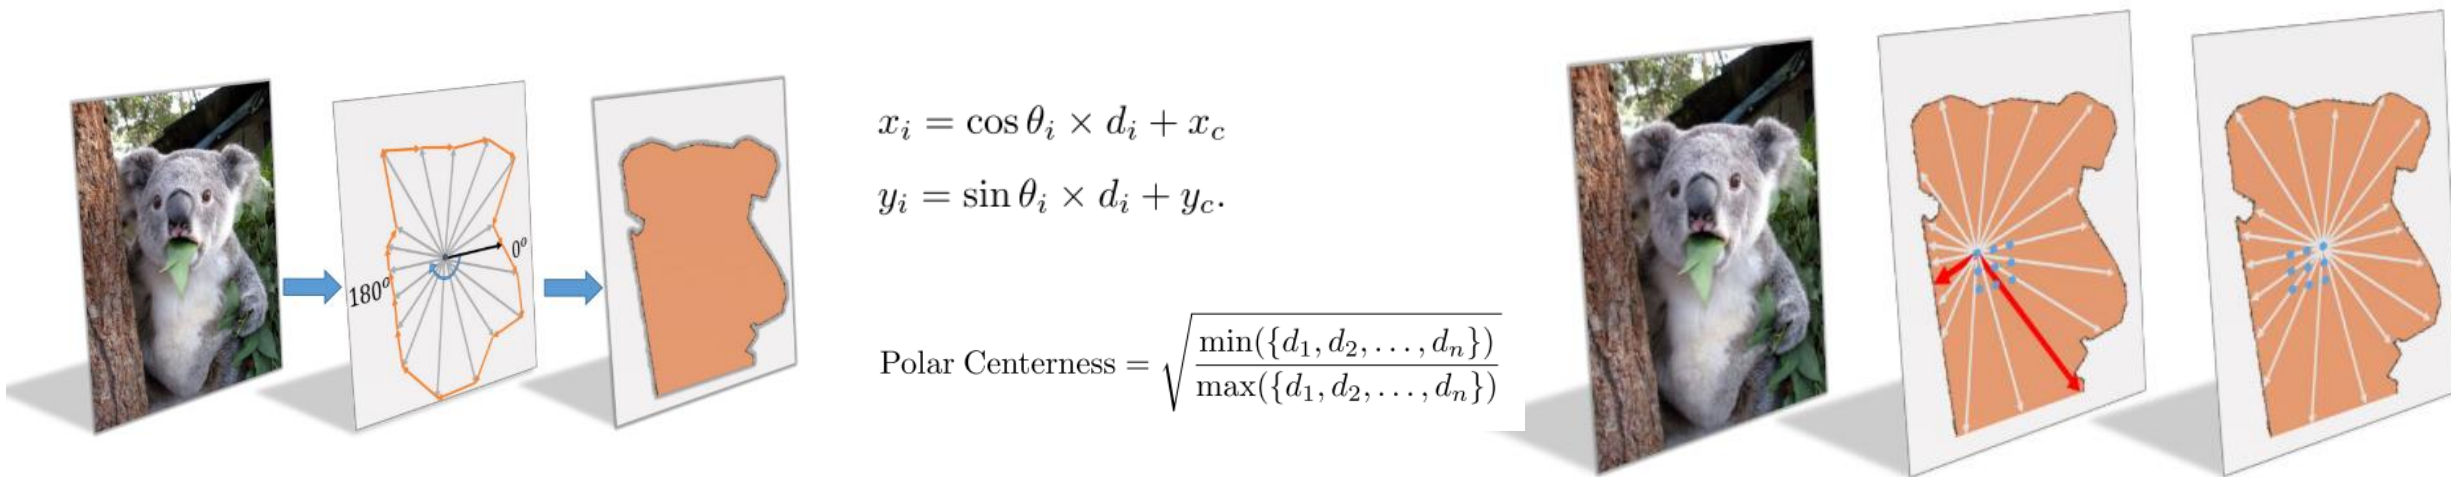 0°
180°
x_i = cos θ_i × d_i + x_c
y_i = sin θ_i × d_i + y_c.
Polar Centerness = √(min({d_1, d_2, . . . , d_n}) / max({d_1, d_2, . . . , d_n}))